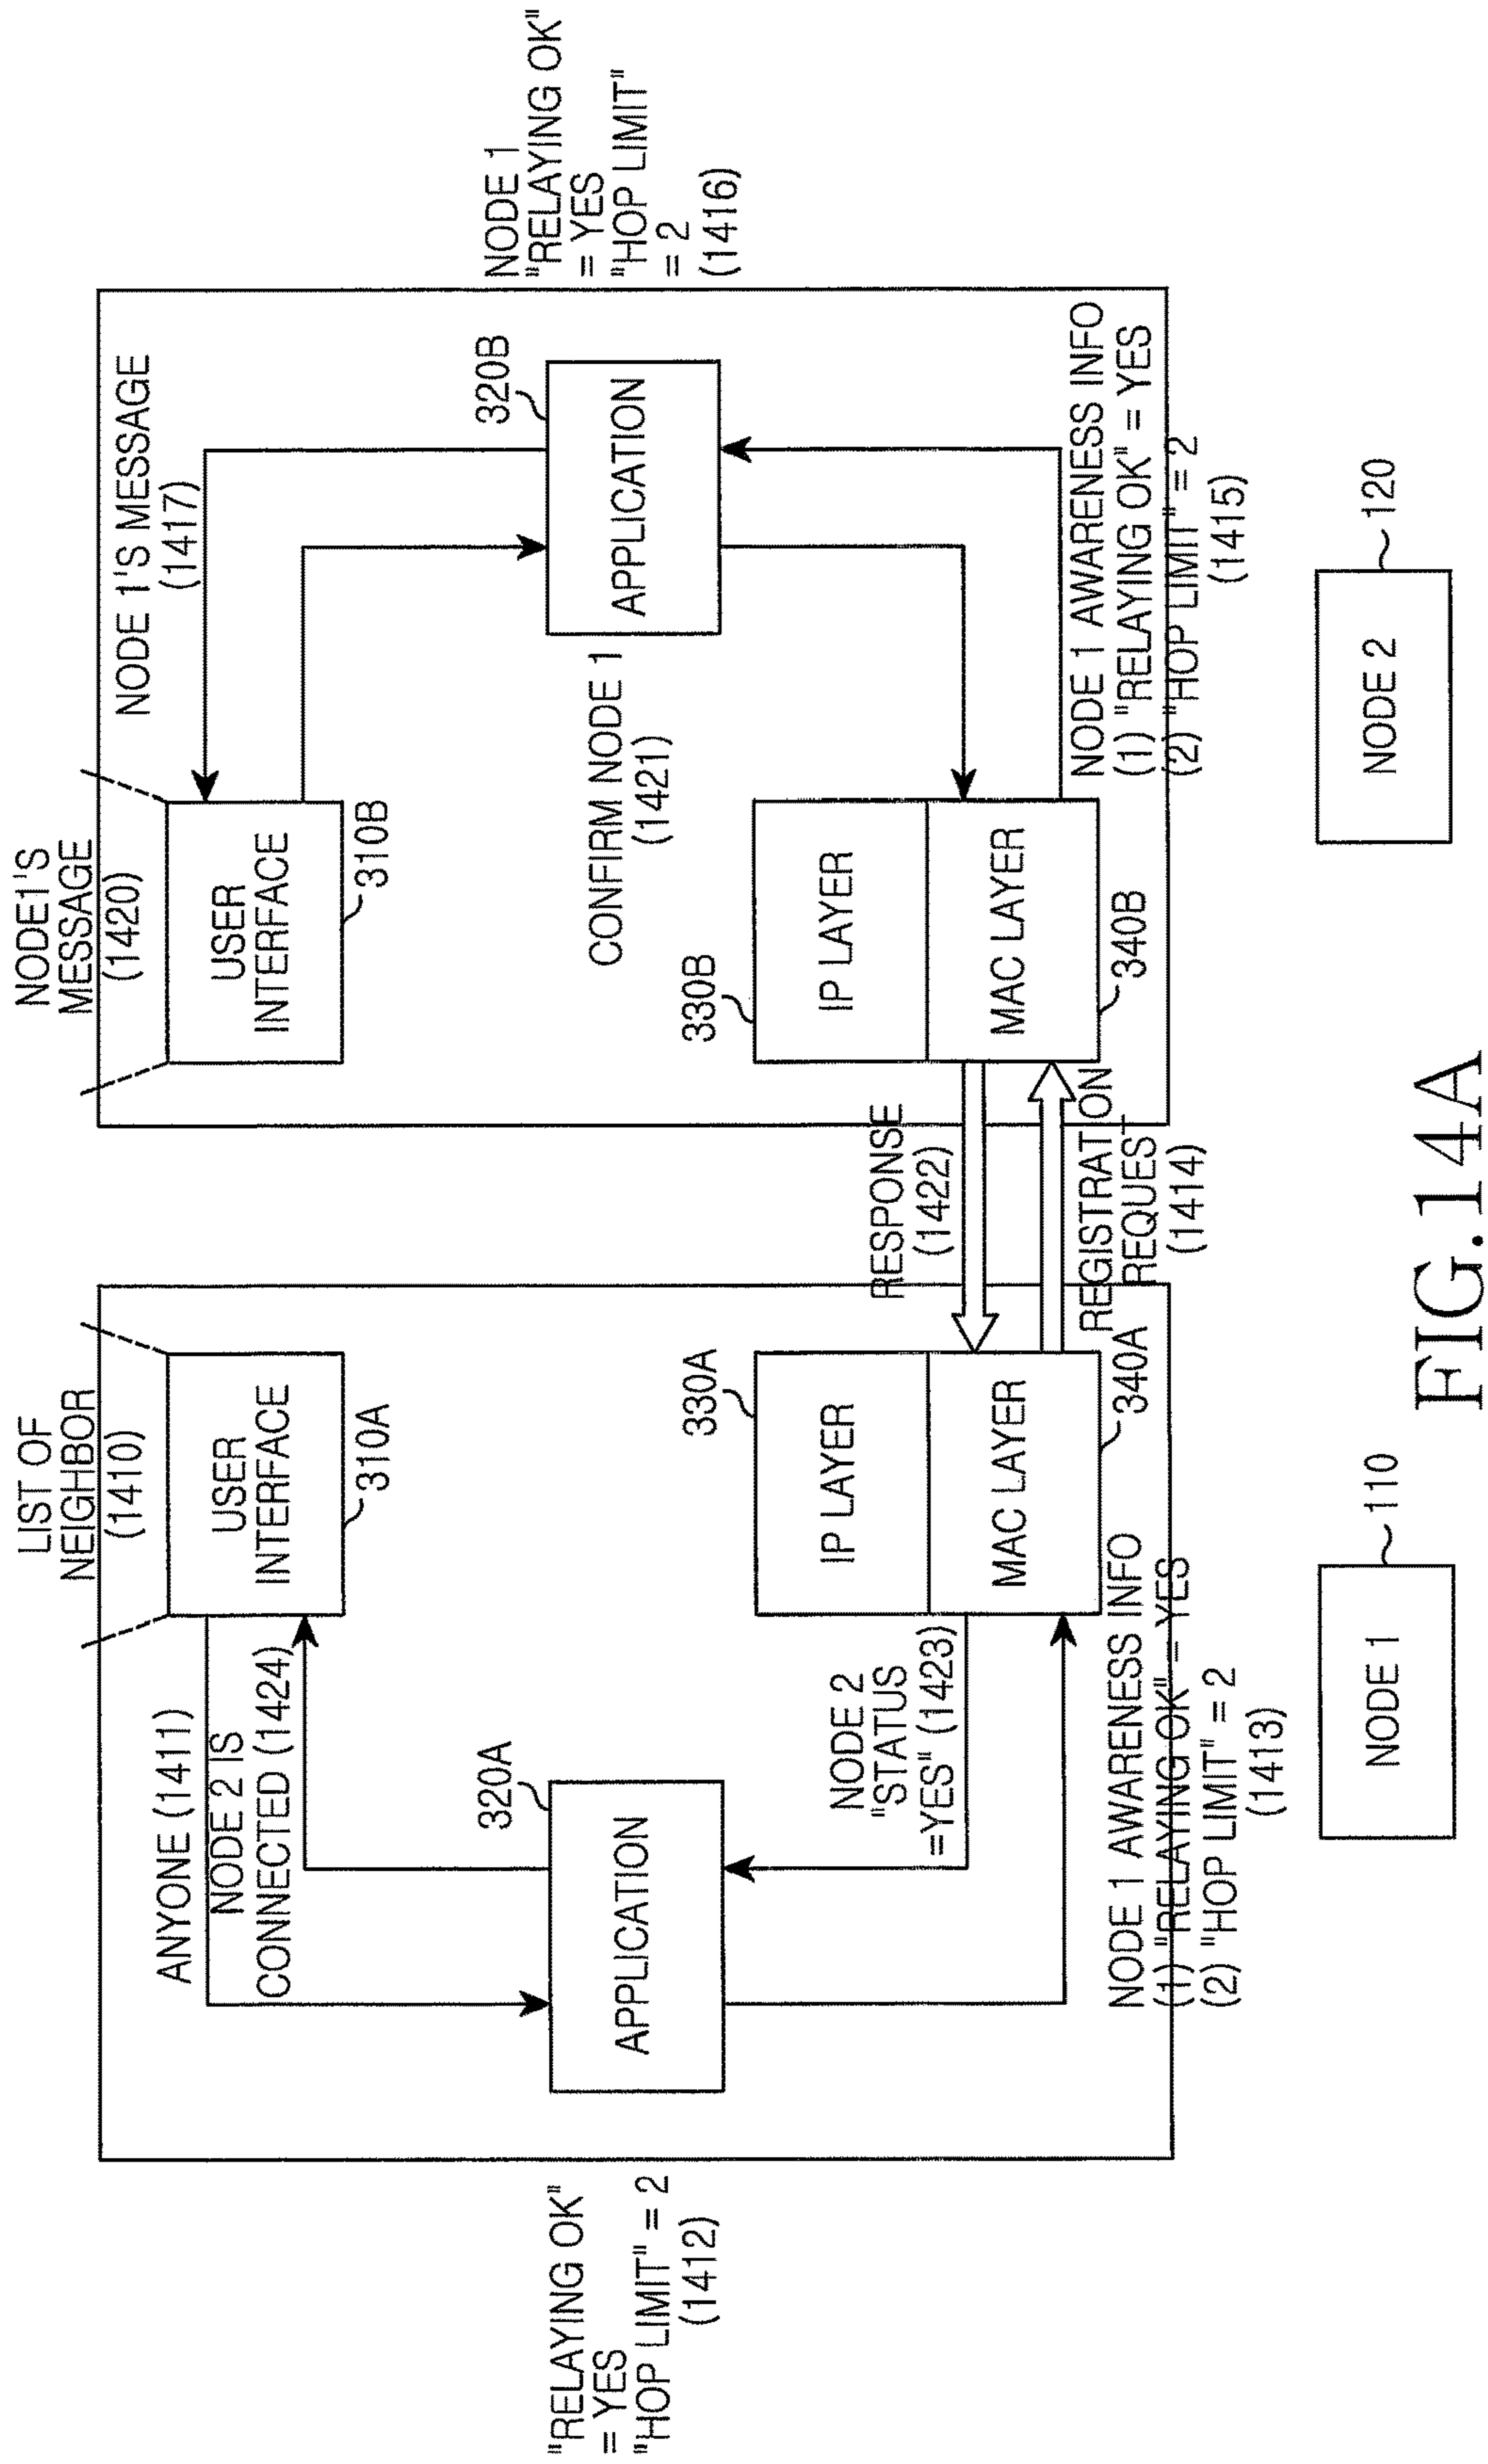 LIST OF
NEIGHBOR
(1410)
USER
INTERFACE
310A
ANYONE (1411)
NODE 2 IS
CONNECTED (1424)
320A
APPLICATION
"RELAYING OK"
= YES
"HOP LIMIT" = 2
(1412)
NODE 2
"STATUS
=YES" (1423)
330A
IP LAYER
MAC LAYER
340A
NODE 1 AWARENESS INFO
(1) "RELAYING OK" = YES
(2) "HOP LIMIT" = 2
(1413)
NODE 1
110
RESPONSE
(1422)
REGISTRATION
REQUEST
(1414)
NODE1'S
MESSAGE
(1420)
USER
INTERFACE
310B
NODE 1'S MESSAGE
(1417)
320B
APPLICATION
CONFIRM NODE 1
(1421)
NODE 1
"RELAYING OK"
= YES
"HOP LIMIT"
= 2
(1416)
330B
IP LAYER
MAC LAYER
340B
NODE 1 AWARENESS INFO
(1) "RELAYING OK" = YES
(2) "HOP LIMIT" = 2
(1415)
NODE 2
120
FIG.14A